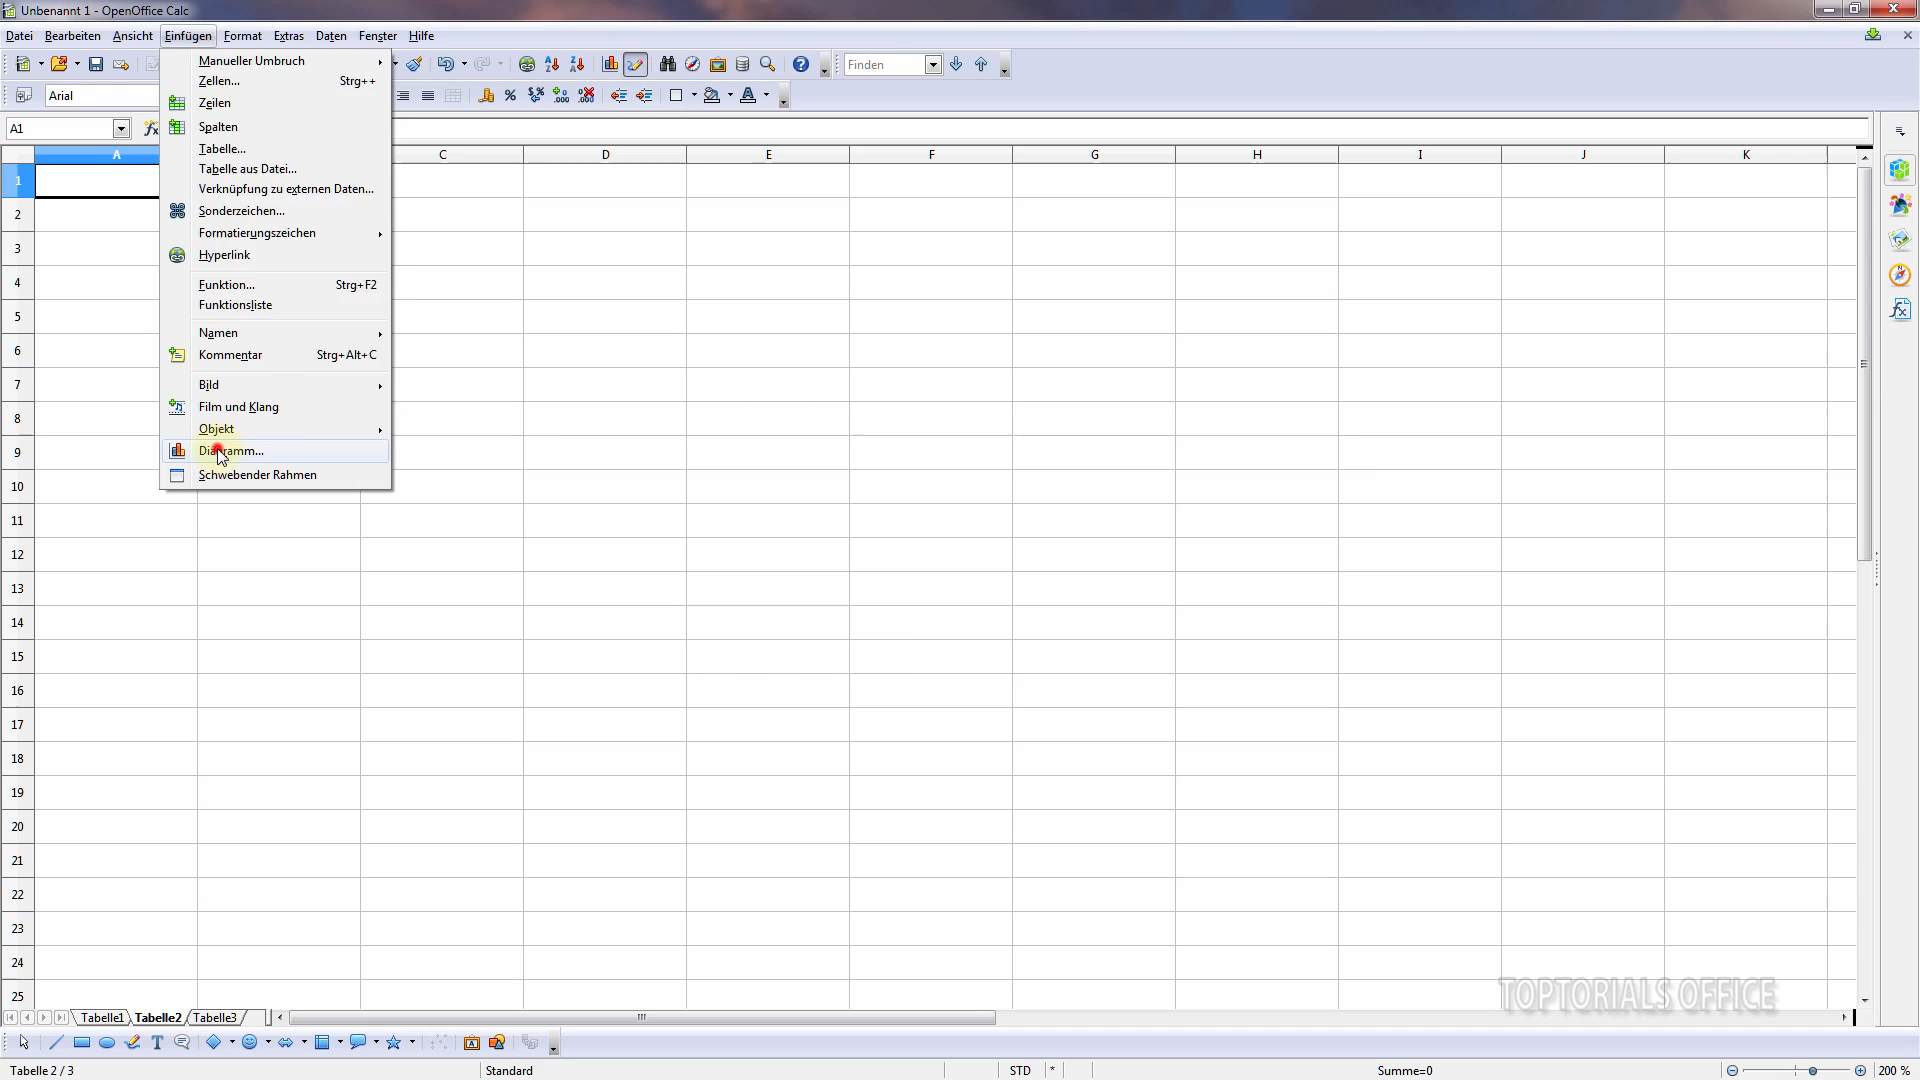 Unbenannt 1 - OpenOffice Calc
Datei Bearbeiten Ansicht Einfügen Format Extras Daten Fenster Hilfe
Finden
Arial
A1
Manueller Umbruch
Zellen... Strg++
Zeilen
Spalten
Tabelle...
Tabelle aus Datei...
Verknüpfung zu externen Daten...
Sonderzeichen...
Formatierungszeichen
Hyperlink
Funktion... Strg+F2
Funktionsliste
Namen
Kommentar Strg+Alt+C
Bild
Film und Klang
Objekt
Diagramm...
Schwebender Rahmen
A C D E F G H I J K
1
2
3
4
5
6
7
8
9
10
11
12
13
14
15
16
17
18
19
20
21
22
23
24
25
TOPTORIALS OFFICE
Tabelle1 Tabelle2 Tabelle3
Tabelle 2 / 3 Standard STD * Summe=0 200 %